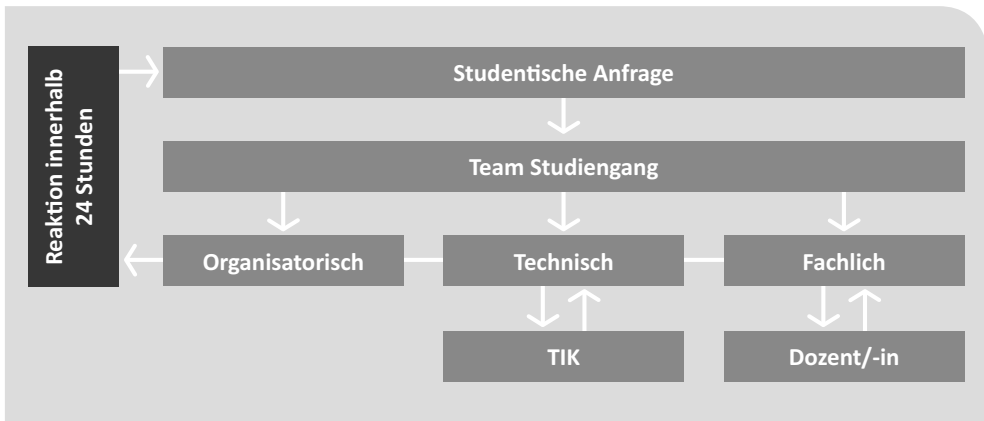 Reaktion innerhalb
24 Stunden
Studentische Anfrage
Team Studiengang
Organisatorisch
Technisch
Fachlich
TIK
Dozent/-in